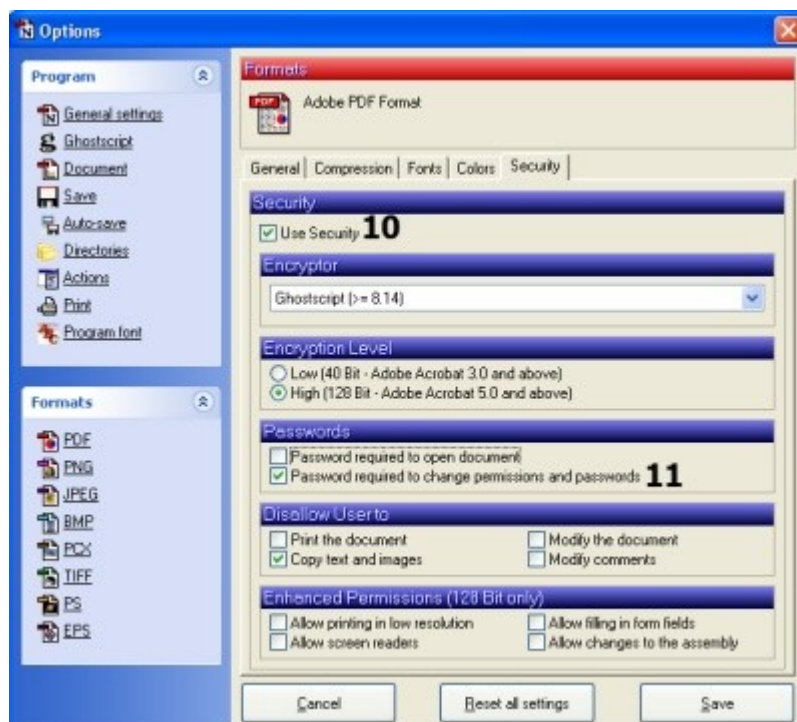 Options
Program
General settings
Ghostscript
Document
Save
Auto-save
Directories
Actions
Print
Program font
Formats
PDF
PNG
JPEG
BMP
PCX
TIFF
PS
EPS
Formats
PDF
Adobe PDF Format
General Compression Fonts Colors Security
Security
Use Security 10
Encryptor
Ghostscript (>= 8.14)
Encryption Level
Low (40 Bit - Adobe Acrobat 3.0 and above)
High (128 Bit - Adobe Acrobat 5.0 and above)
Passwords
Password required to open document
Password required to change permissions and passwords 11
Disallow User to
Print the document Modify the document
Copy text and images Modify comments
Enhanced Permissions (128 Bit only)
Allow printing in low resolution Allow filling in form fields
Allow screen readers Allow changes to the assembly
Cancel Reset all settings Save